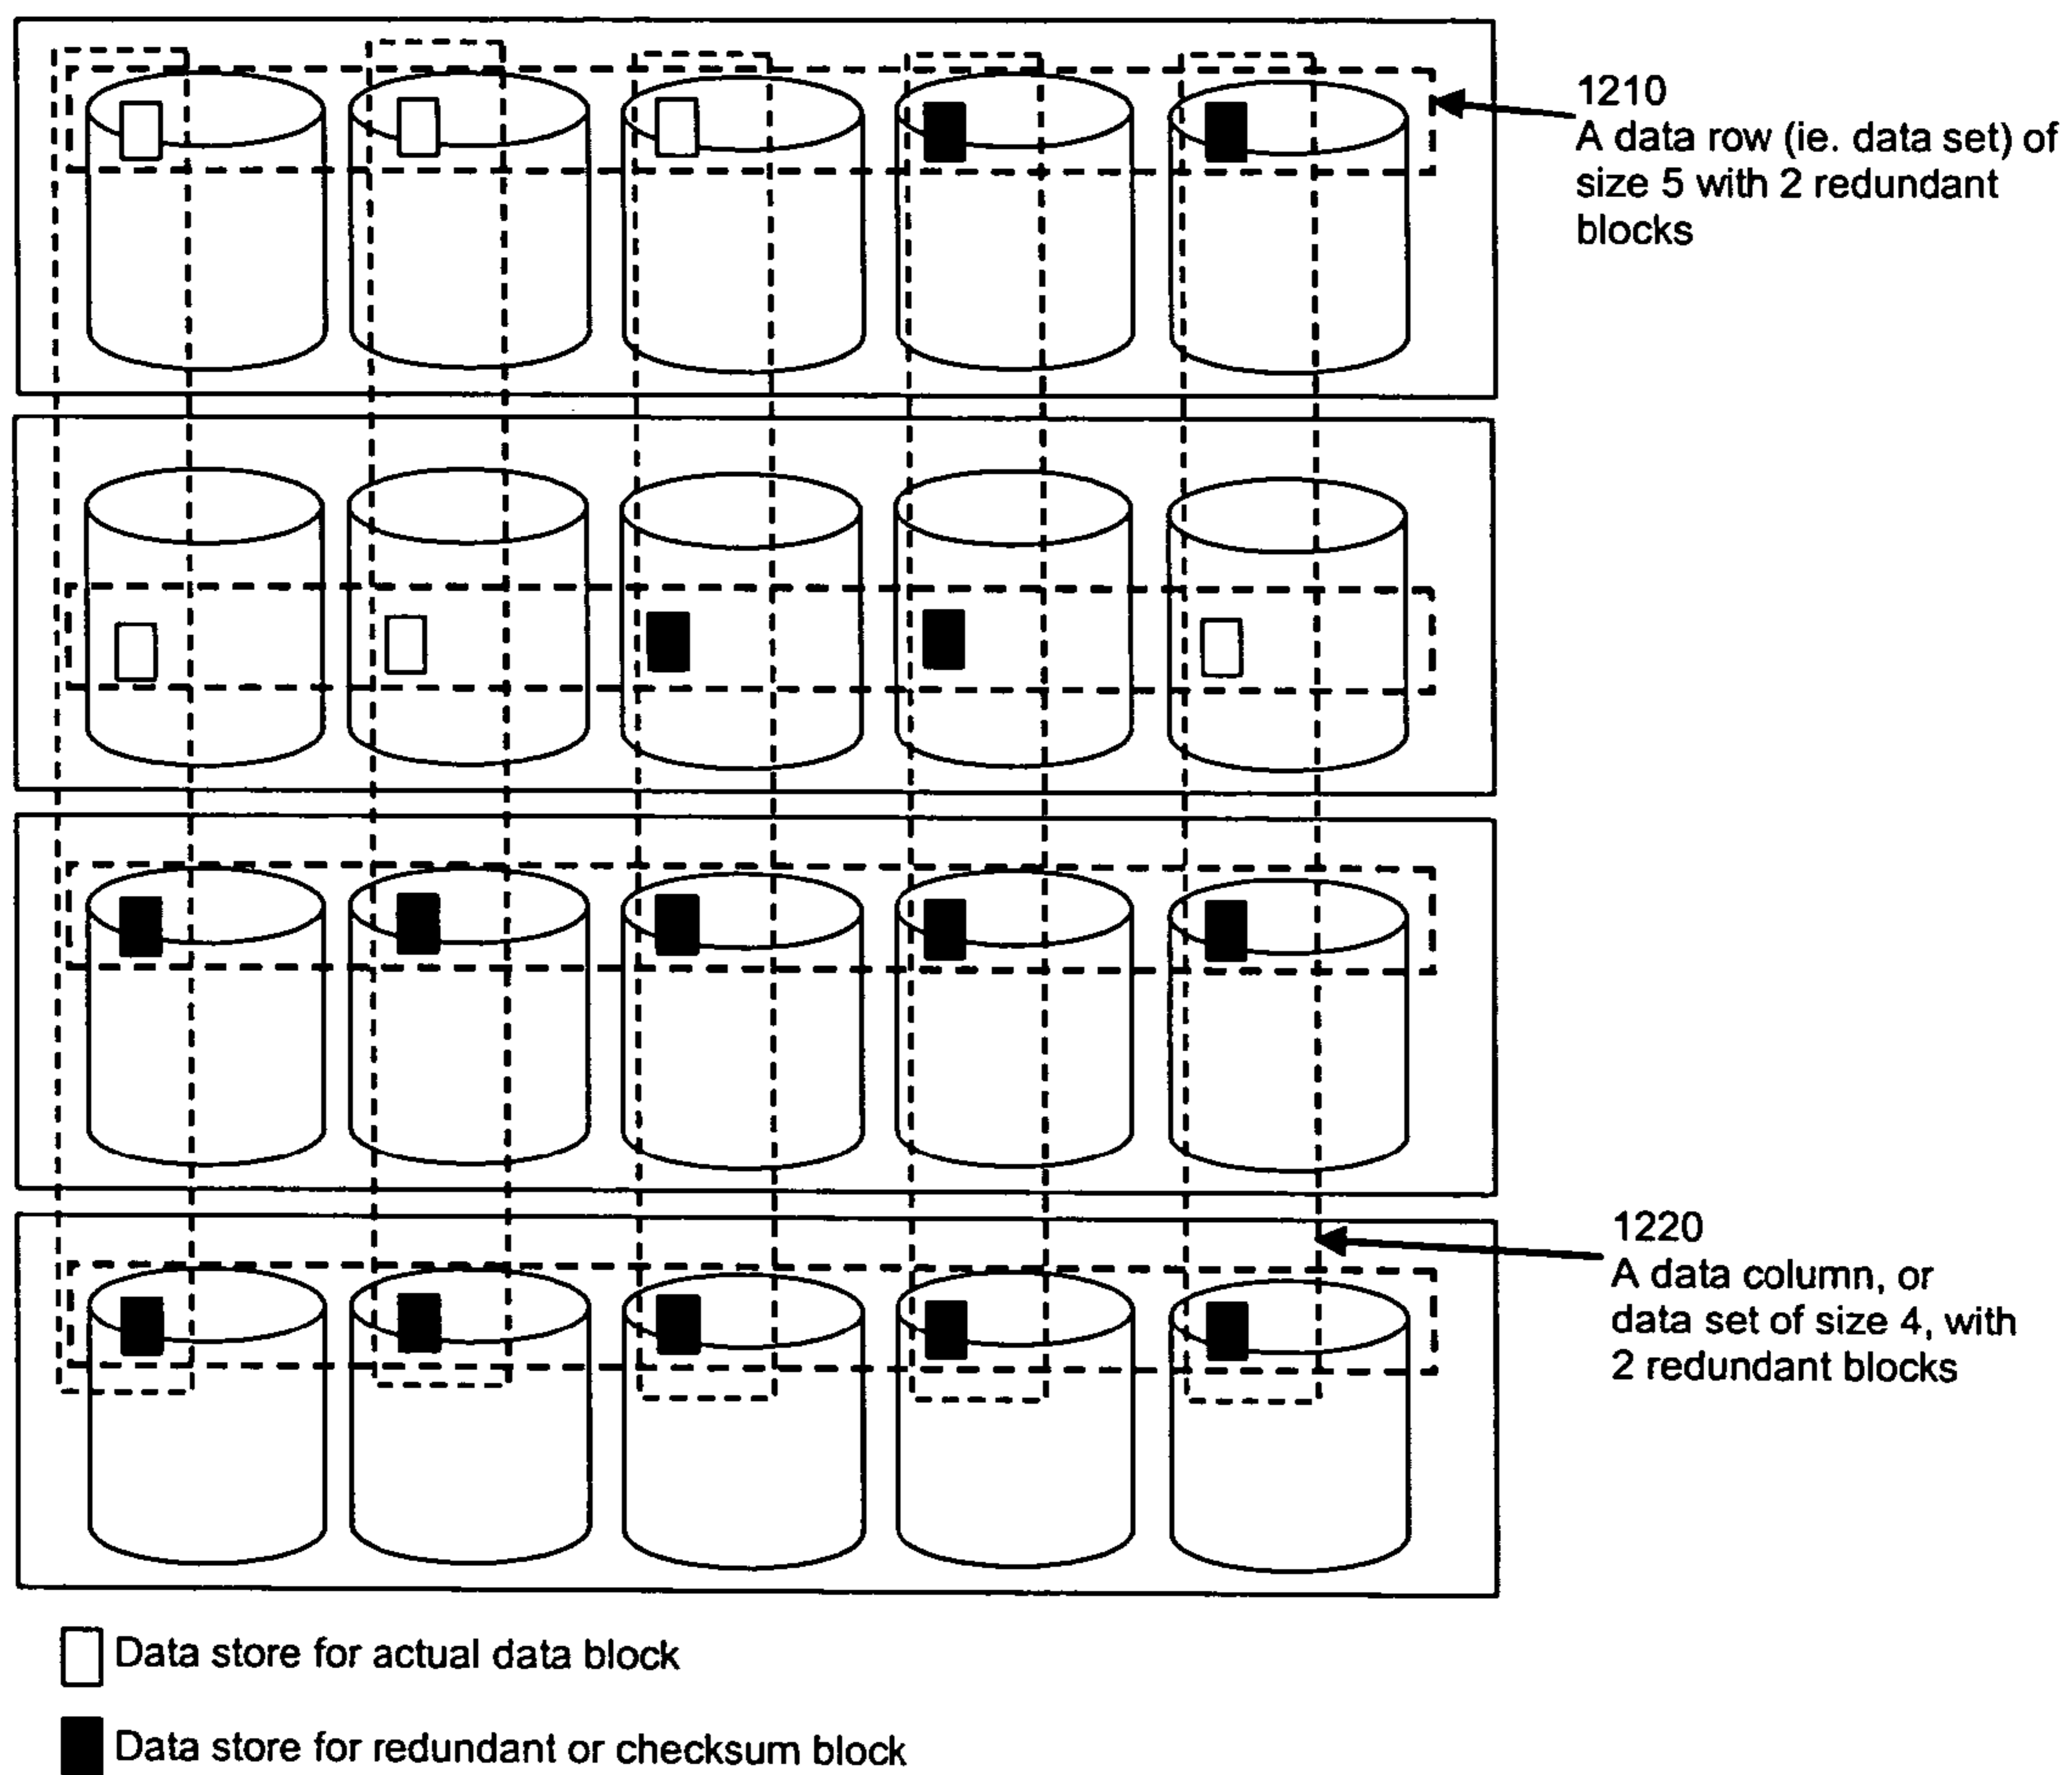 1210
A data row (ie. data set) of
size 5 with 2 redundant
blocks
1220
A data column, or
data set of size 4, with
2 redundant blocks
Data store for actual data block
Data store for redundant or checksum block